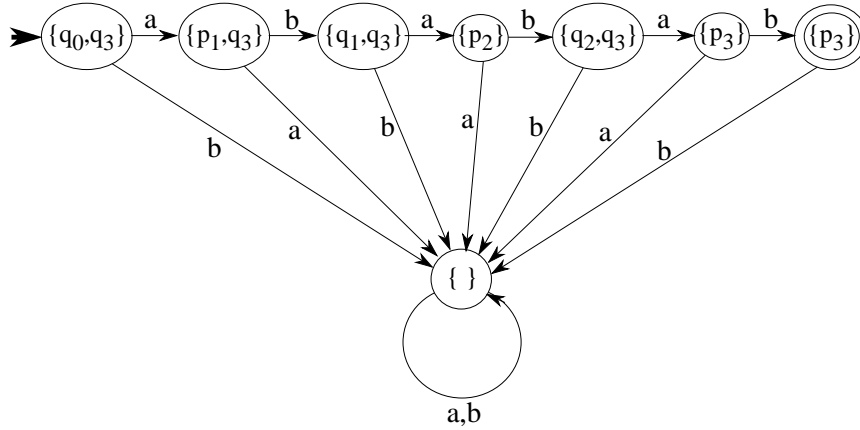 a b a b a b
{q₀,q₃} {p₁,q₃} {q₁,q₃} {p₂} {q₂,q₃} {p₃} {p₃}
b a b a b a b
{ }
a,b